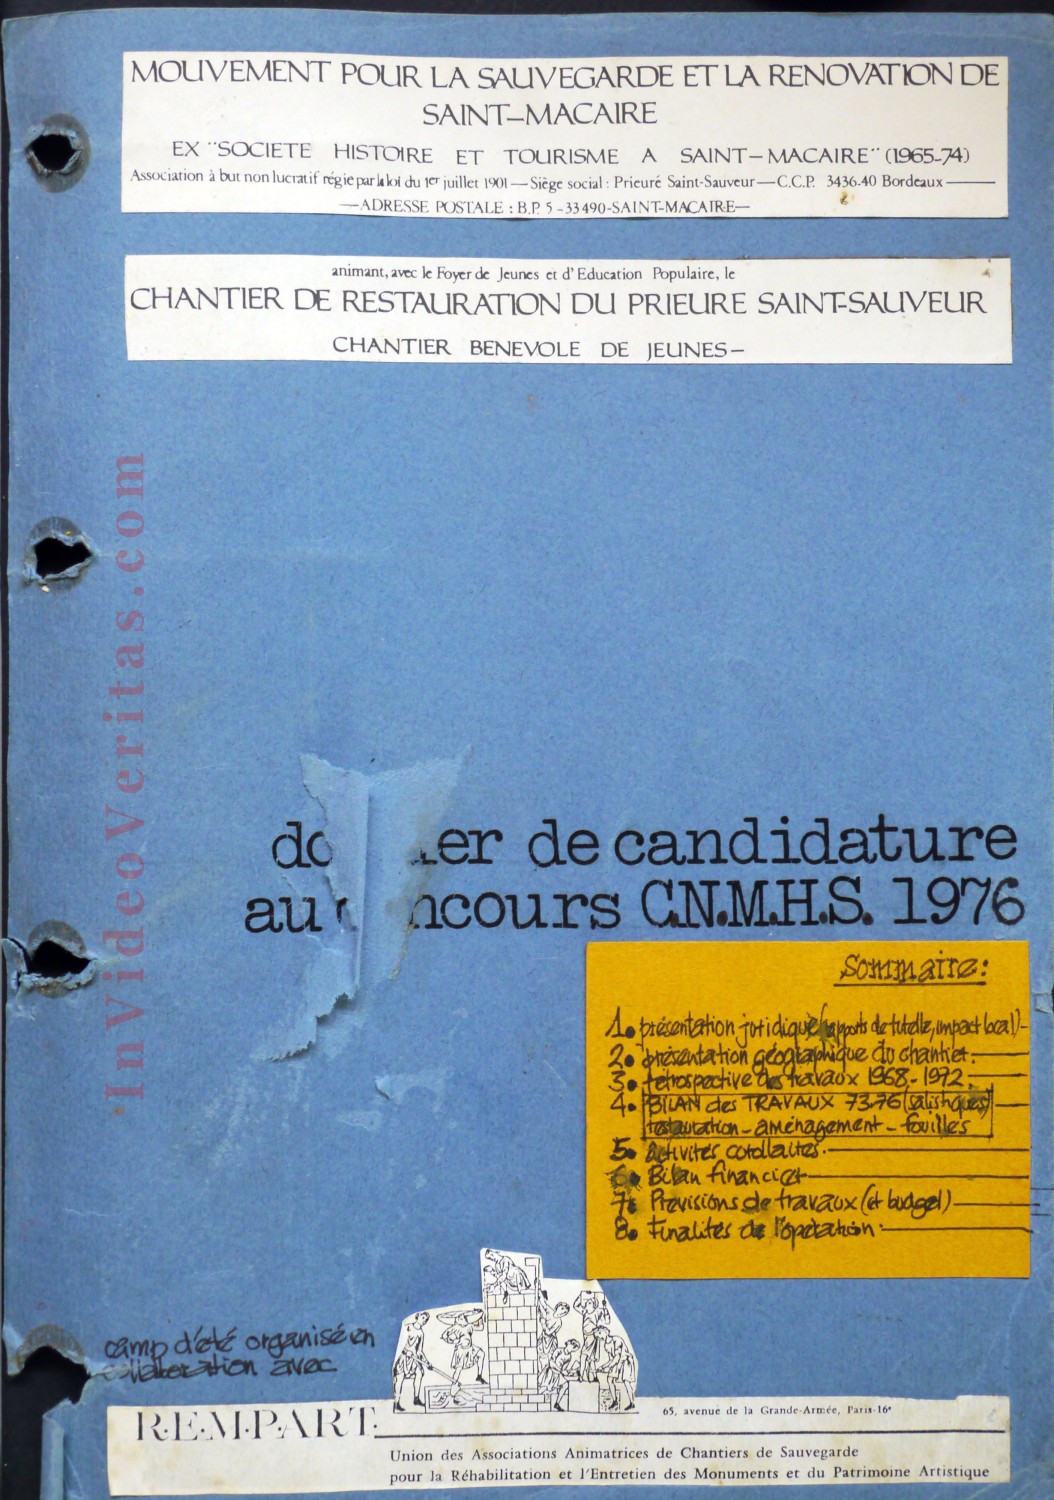 MOUVEMENT POUR LA SAUVEGARDE ET LA RENOVATION DE
SAINT-MACAIRE
EX "SOCIETE HISTOIRE ET TOURISME A SAINT-MACAIRE" (1965-74)
Association à but non lucratif régie par la loi du 1er juillet 1901 — Siège social : Prieuré Saint-Sauveur — C.C.P. 3436.40 Bordeaux —
—ADRESSE POSTALE : B.P. 5 - 33490-SAINT-MACAIRE—
animant, avec le Foyer de Jeunes et d'Education Populaire, le
CHANTIER DE RESTAURATION DU PRIEURE SAINT-SAUVEUR
CHANTIER BENEVOLE DE JEUNES—
InVideoVeritas.com
do er de candidature
au ncours C.N.M.H.S. 1976
Sommaire:
1. présentation juridique (rapports de tutelle, impact local)-
2. présentation géographique du chantier.
3. rétrospective des travaux 1968-1972.
4. BILAN des TRAVAUX 73-76 (satistiques)
restauration - aménagement - fouilles
5. activités corollaires.
6. Bilan financier
7. Prévisions de travaux (et budget)
8. Finalités de l'opération.
camp d'été organisé en
collaboration avec
R.E.M.P.A.R.T.
65, avenue de la Grande-Armée, Paris-16e
Union des Associations Animatrices de Chantiers de Sauvegarde
pour la Réhabilitation et l'Entretien des Monuments et du Patrimoine Artistique